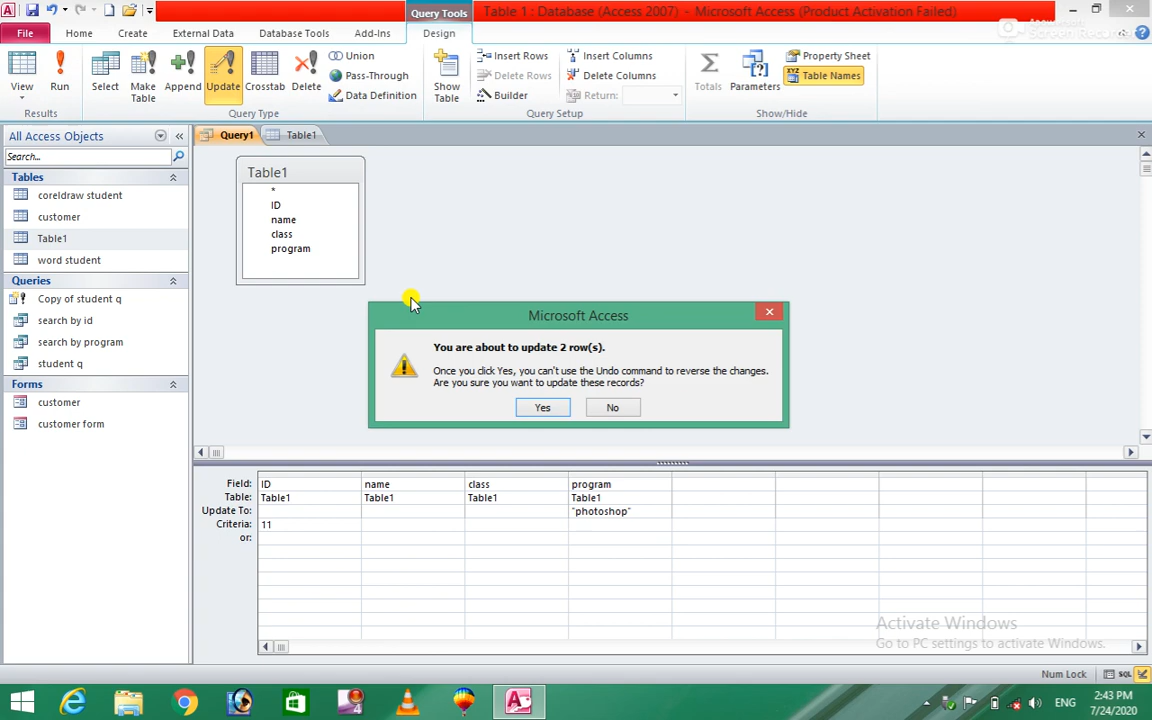 Query Tools
Table 1 : Database (Access 2007) - Microsoft Access (Product Activation Failed)
File Home Create External Data Database Tools Add-Ins Design
View Run Select Make Table Append Update Crosstab Delete
Union
Pass-Through
Data Definition
Show Table
Insert Rows
Delete Rows
Builder
Insert Columns
Delete Columns
Return:
Totals Parameters
Property Sheet
Table Names
Results Query Type Query Setup Show/Hide
All Access Objects
Search...
Tables
coreldraw student
customer
Table1
word student
Queries
Copy of student q
search by id
search by program
student q
Forms
customer
customer form
Query1 Table1
Table1
*
ID
name
class
program
Microsoft Access
You are about to update 2 row(s).
Once you click Yes, you can't use the Undo command to reverse the changes.
Are you sure you want to update these records?
Yes No
Field: ID name class program
Table: Table1 Table1 Table1 Table1
Update To: "photoshop"
Criteria: 11
or:
Activate Windows
Go to PC settings to activate Windows.
Num Lock SQL
ENG
2:43 PM
7/24/2020